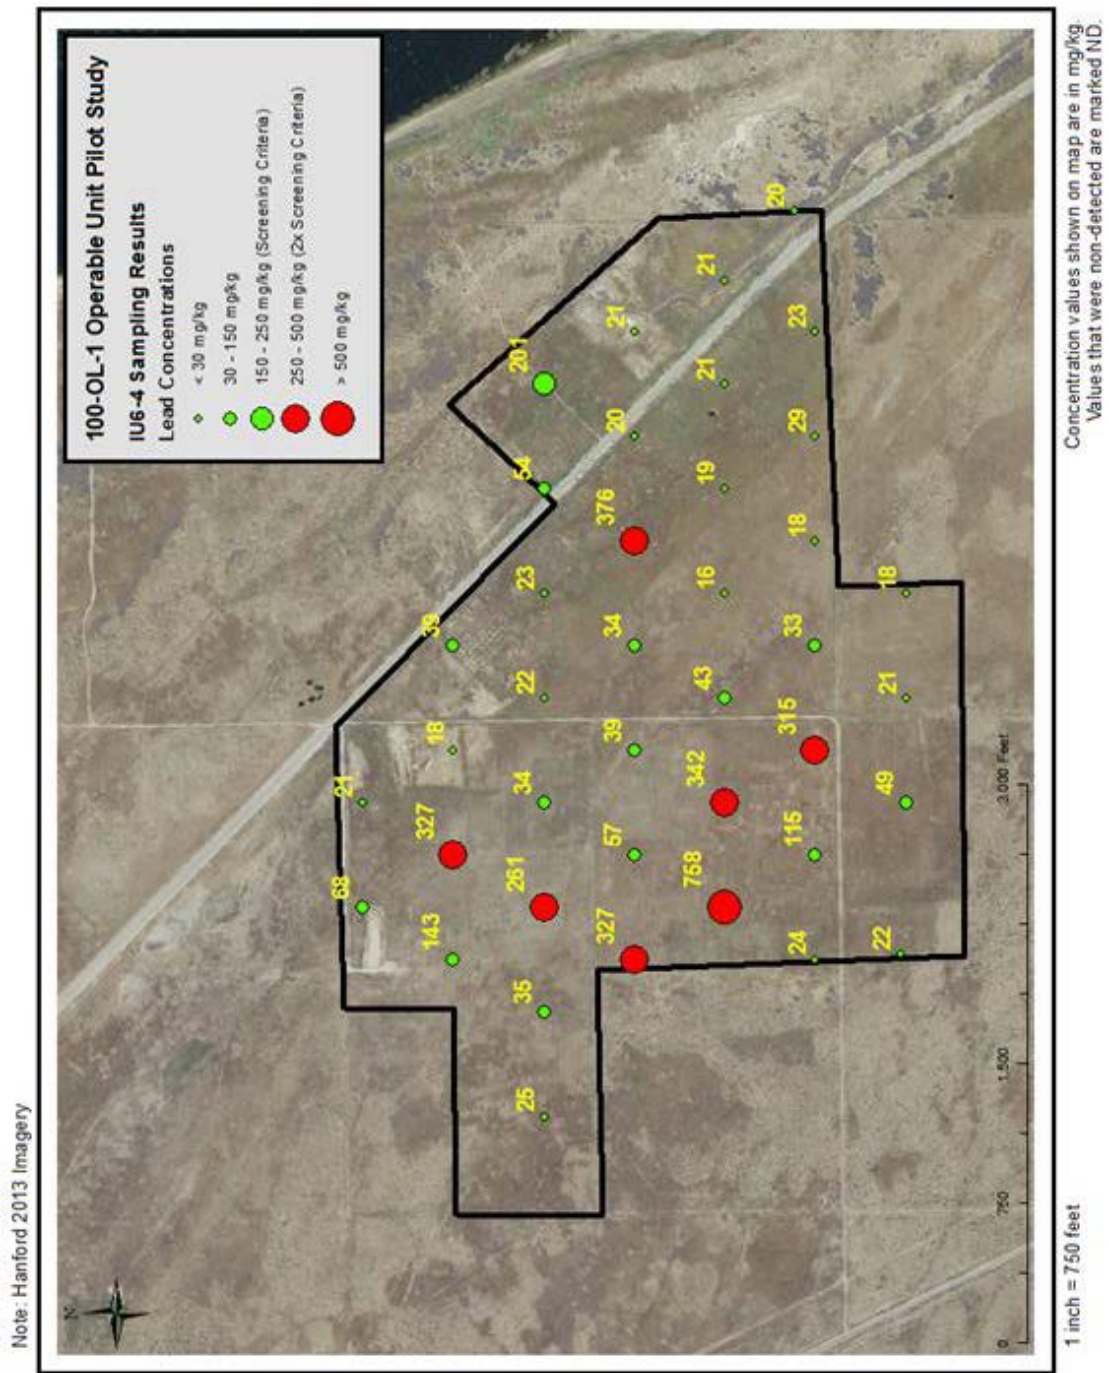 Note: Hanford 2013 Imagery
N
100-OL-1 Operable Unit Pilot Study
IU6-4 Sampling Results
Lead Concentrations
< 30 mg/kg
30 - 150 mg/kg
150 - 250 mg/kg (Screening Criteria)
250 - 500 mg/kg (2x Screening Criteria)
> 500 mg/kg
68 21
143 327 18 39
25 35 261 34 22 23 54 201
327 57 39 34 376 20 21
758 342 43 16 19 21 21
20
24 115 315 33 18 29 23
22 49 21 18
0 750 1,500 3,000 Feet
1 inch = 750 feet
Concentration values shown on map are in mg/kg.
Values that were non-detected are marked ND.